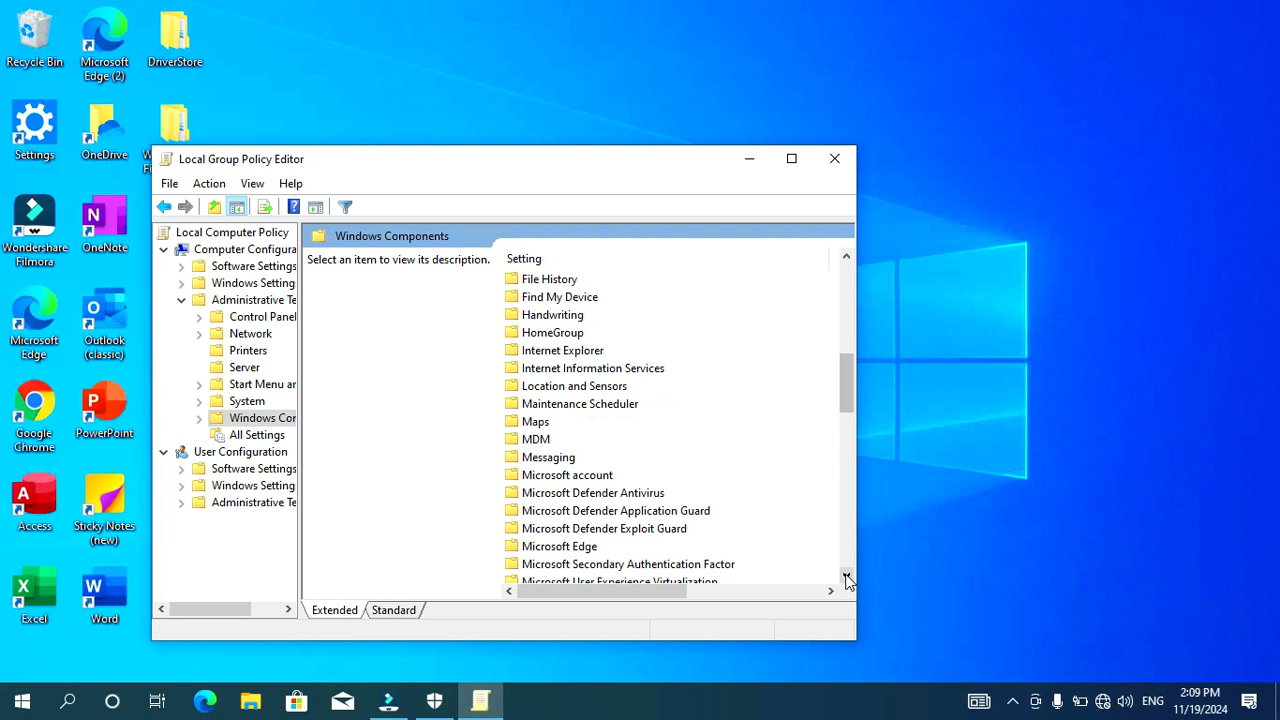 Recycle Bin
Microsoft
Edge (2)
DriverStore
Settings
OneDrive
Wondershare
Filmora
OneNote
Microsoft
Edge
Outlook
(classic)
Google
Chrome
PowerPoint
Access
Sticky Notes
(new)
Excel
Word
Local Group Policy Editor
File
Action
View
Help
Local Computer Policy
Computer Configura
Software Settings
Windows Setting
Administrative Te
Control Panel
Network
Printers
Server
Start Menu an
System
Windows Cor
All Settings
User Configuration
Software Settings
Windows Setting
Administrative Te
Windows Components
Select an item to view its description.
Setting
File History
Find My Device
Handwriting
HomeGroup
Internet Explorer
Internet Information Services
Location and Sensors
Maintenance Scheduler
Maps
MDM
Messaging
Microsoft account
Microsoft Defender Antivirus
Microsoft Defender Application Guard
Microsoft Defender Exploit Guard
Microsoft Edge
Microsoft Secondary Authentication Factor
Microsoft User Experience Virtualization
Extended
Standard
ENG
2:09 PM
11/19/2024